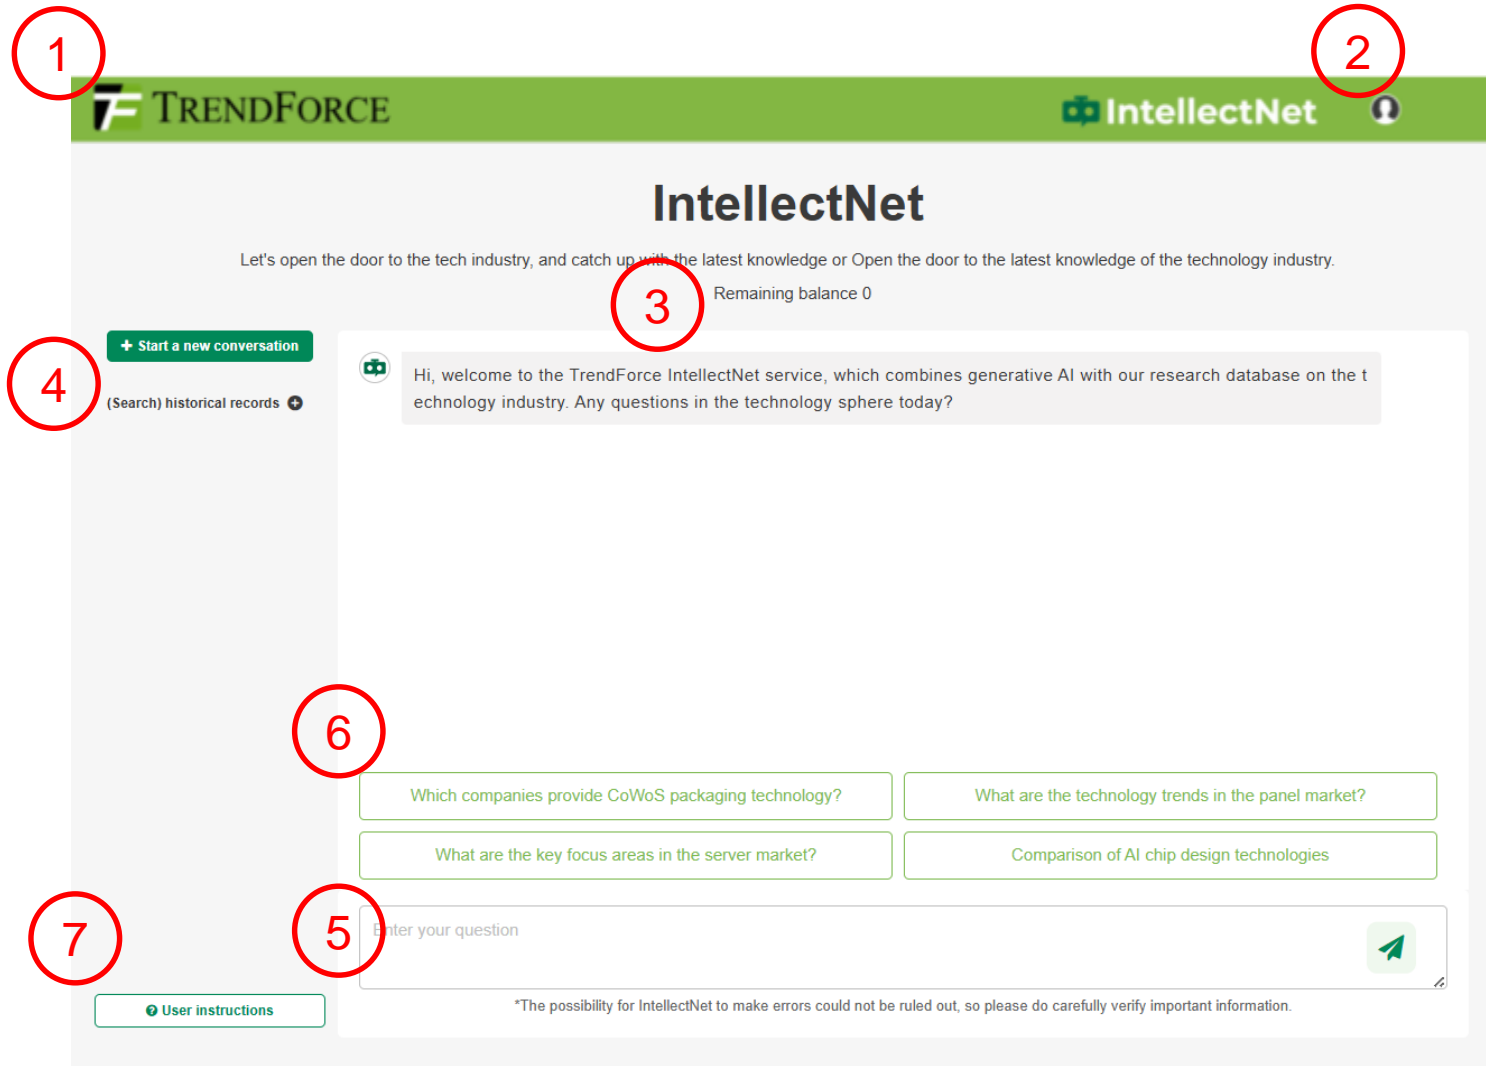 1
2
TRENDFORCE
IntellectNet
IntellectNet
Let's open the door to the tech industry, and catch up with the latest knowledge or Open the door to the latest knowledge of the technology industry.
3
Remaining balance 0
Start a new conversation
4
(Search) historical records
Hi, welcome to the TrendForce IntellectNet service, which combines generative AI with our research database on the t
echnology industry. Any questions in the technology sphere today?
6
Which companies provide CoWoS packaging technology?
What are the technology trends in the panel market?
What are the key focus areas in the server market?
Comparison of AI chip design technologies
7
5
Enter your question
User instructions
*The possibility for IntellectNet to make errors could not be ruled out, so please do carefully verify important information.